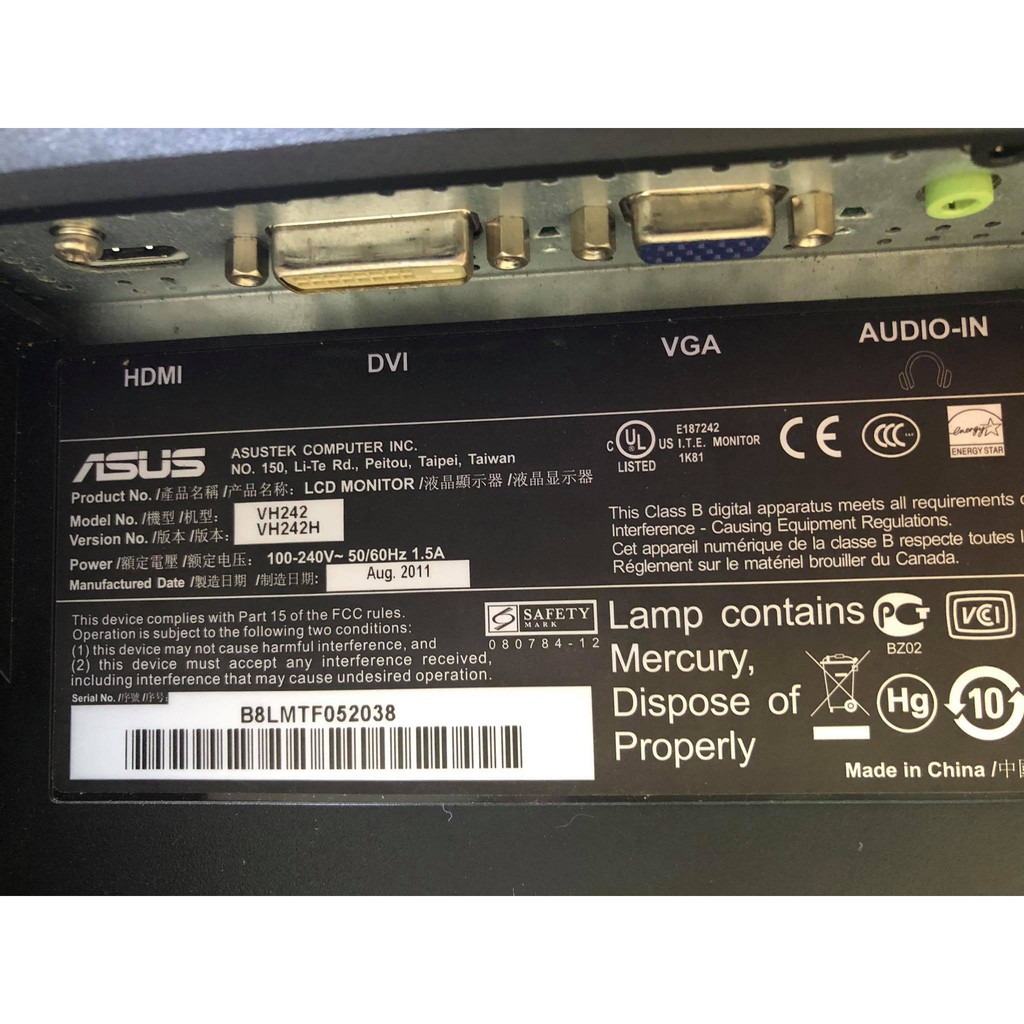 HDMI
DVI
VGA
AUDIO-IN
ASUS
ASUSTEK COMPUTER INC.
NO. 150, Li-Te Rd., Peitou, Taipei, Taiwan
Product No. /產品名稱 /产品名称: LCD MONITOR /液晶顯示器 /液晶显示器
Model No. /機型 /机型: VH242
Version No. /版本 /版本: VH242H
Power /額定電壓 /额定电压: 100-240V~ 50/60Hz 1.5A
Manufactured Date /製造日期 /制造日期: Aug. 2011
C UL US LISTED
E187242
I.T.E. MONITOR
1K81
CE
CCC
energy
ENERGY STAR
This Class B digital apparatus meets all requirements
Interference - Causing Equipment Regulations.
Cet appareil numérique de la classe B respecte toutes
Réglement sur le matériel brouiller du Canada.
This device complies with Part 15 of the FCC rules.
Operation is subject to the following two conditions:
(1) this device may not cause harmful interference, and
(2) this device must accept any interference received,
including interference that may cause undesired operation.
S SAFETY
MARK
080784-12
Serial No. /序號 /序号:
B8LMTF052038
Lamp contains
Mercury,
Dispose of
Properly
PCT
BZ02
VCI
Hg
10
Made in China /中